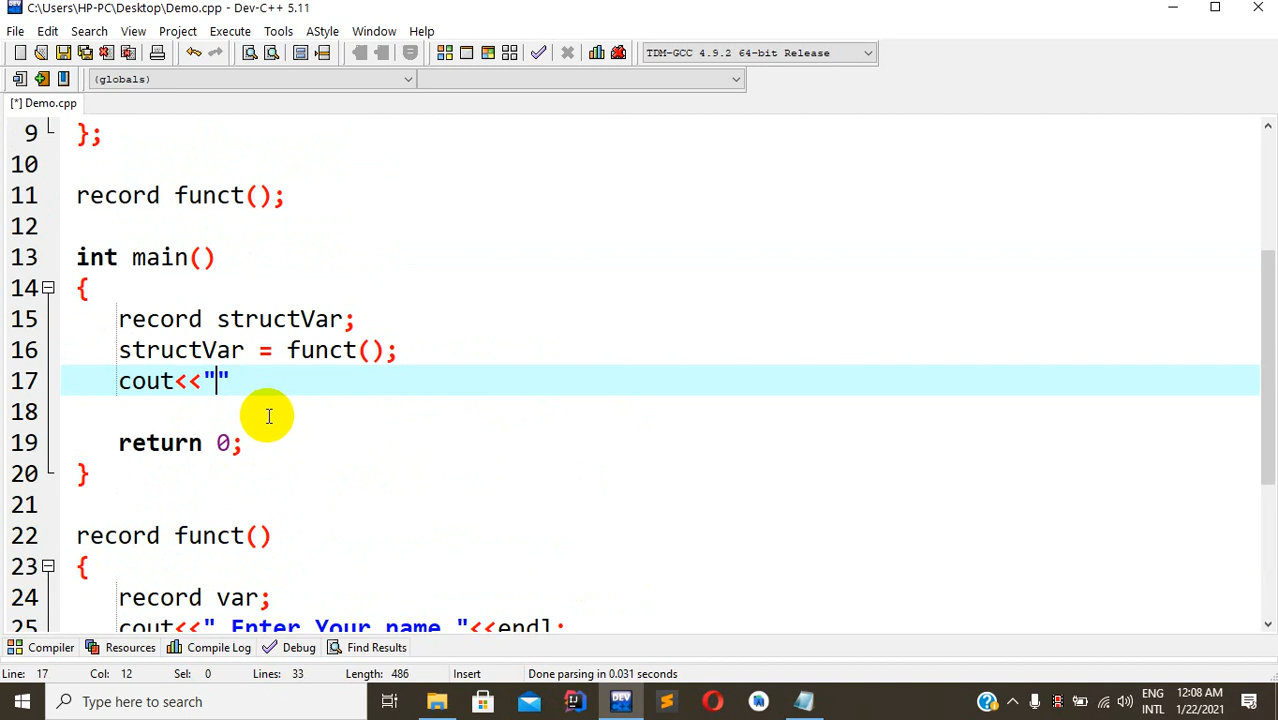 C:\Users\HP-PC\Desktop\Demo.cpp - Dev-C++ 5.11
File Edit Search View Project Execute Tools AStyle Window Help
TDM-GCC 4.9.2 64-bit Release
(globals)
[*] Demo.cpp
9 };
10
11 record funct();
12
13 int main()
14 {
15 record structVar;
16 structVar = funct();
17 cout<<""
18
19 return 0;
20 }
21
22 record funct()
23 {
24 record var;
25 cout<<" Enter Your name "<<endl;
Compiler Resources Compile Log Debug Find Results
Line: 17 Col: 12 Sel: 0 Lines: 33 Length: 486 Insert Done parsing in 0.031 seconds
Type here to search
DEV
ENG 12:08 AM
INTL 1/22/2021